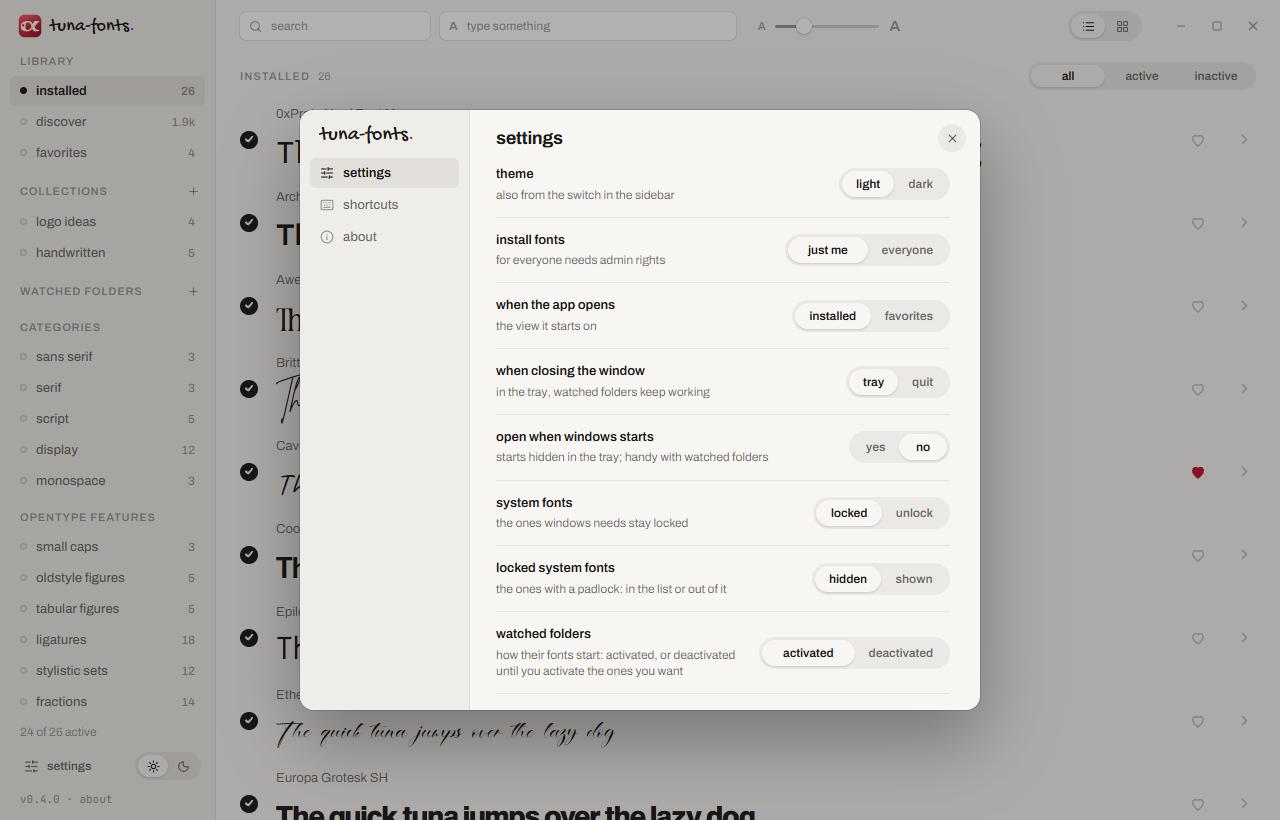 tuna-fonts.
search
A type something
A A
LIBRARY
installed 26
discover 1.9k
favorites 4
COLLECTIONS +
logo ideas 4
handwritten 5
WATCHED FOLDERS +
CATEGORIES
sans serif 3
serif 3
script 5
display 12
monospace 3
OPENTYPE FEATURES
small caps 3
oldstyle figures 5
tabular figures 5
ligatures 18
stylistic sets 12
fractions 14
24 of 26 active
settings
v0.4.0 · about
INSTALLED 26
all active inactive
tuna-fonts.
settings
shortcuts
about
settings
theme
also from the switch in the sidebar
light dark
install fonts
for everyone needs admin rights
just me everyone
when the app opens
the view it starts on
installed favorites
when closing the window
in the tray, watched folders keep working
tray quit
open when windows starts
starts hidden in the tray; handy with watched folders
yes no
system fonts
the ones windows needs stay locked
locked unlock
locked system fonts
the ones with a padlock: in the list or out of it
hidden shown
watched folders
how their fonts start: activated, or deactivated
until you activate the ones you want
activated deactivated
The quick tuna jumps over the lazy dog
Europa Grotesk SH
The quick tuna jumps over the lazy dog